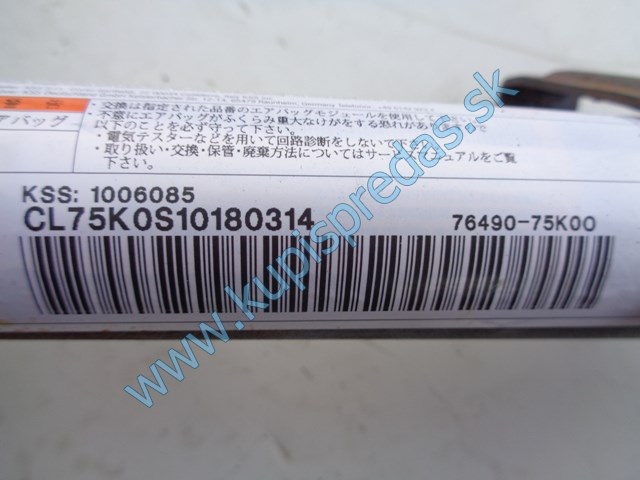 ・交換は指定された品番のエアバッグモジュールを使用して
・不意にエアバッグがふくらみ重大なけがをする恐れがあ
以下のことを必ず守って下さい。
アバッグ
・電気テスターなどを用いて回路診断をしないで下
・取り扱い・交換・保管・廃棄方法についてはサービスマニュアルをご覧
下さい。
KSS: 1006085
CL75K0S10180314
76490-75K00
www.kupispredas.sk